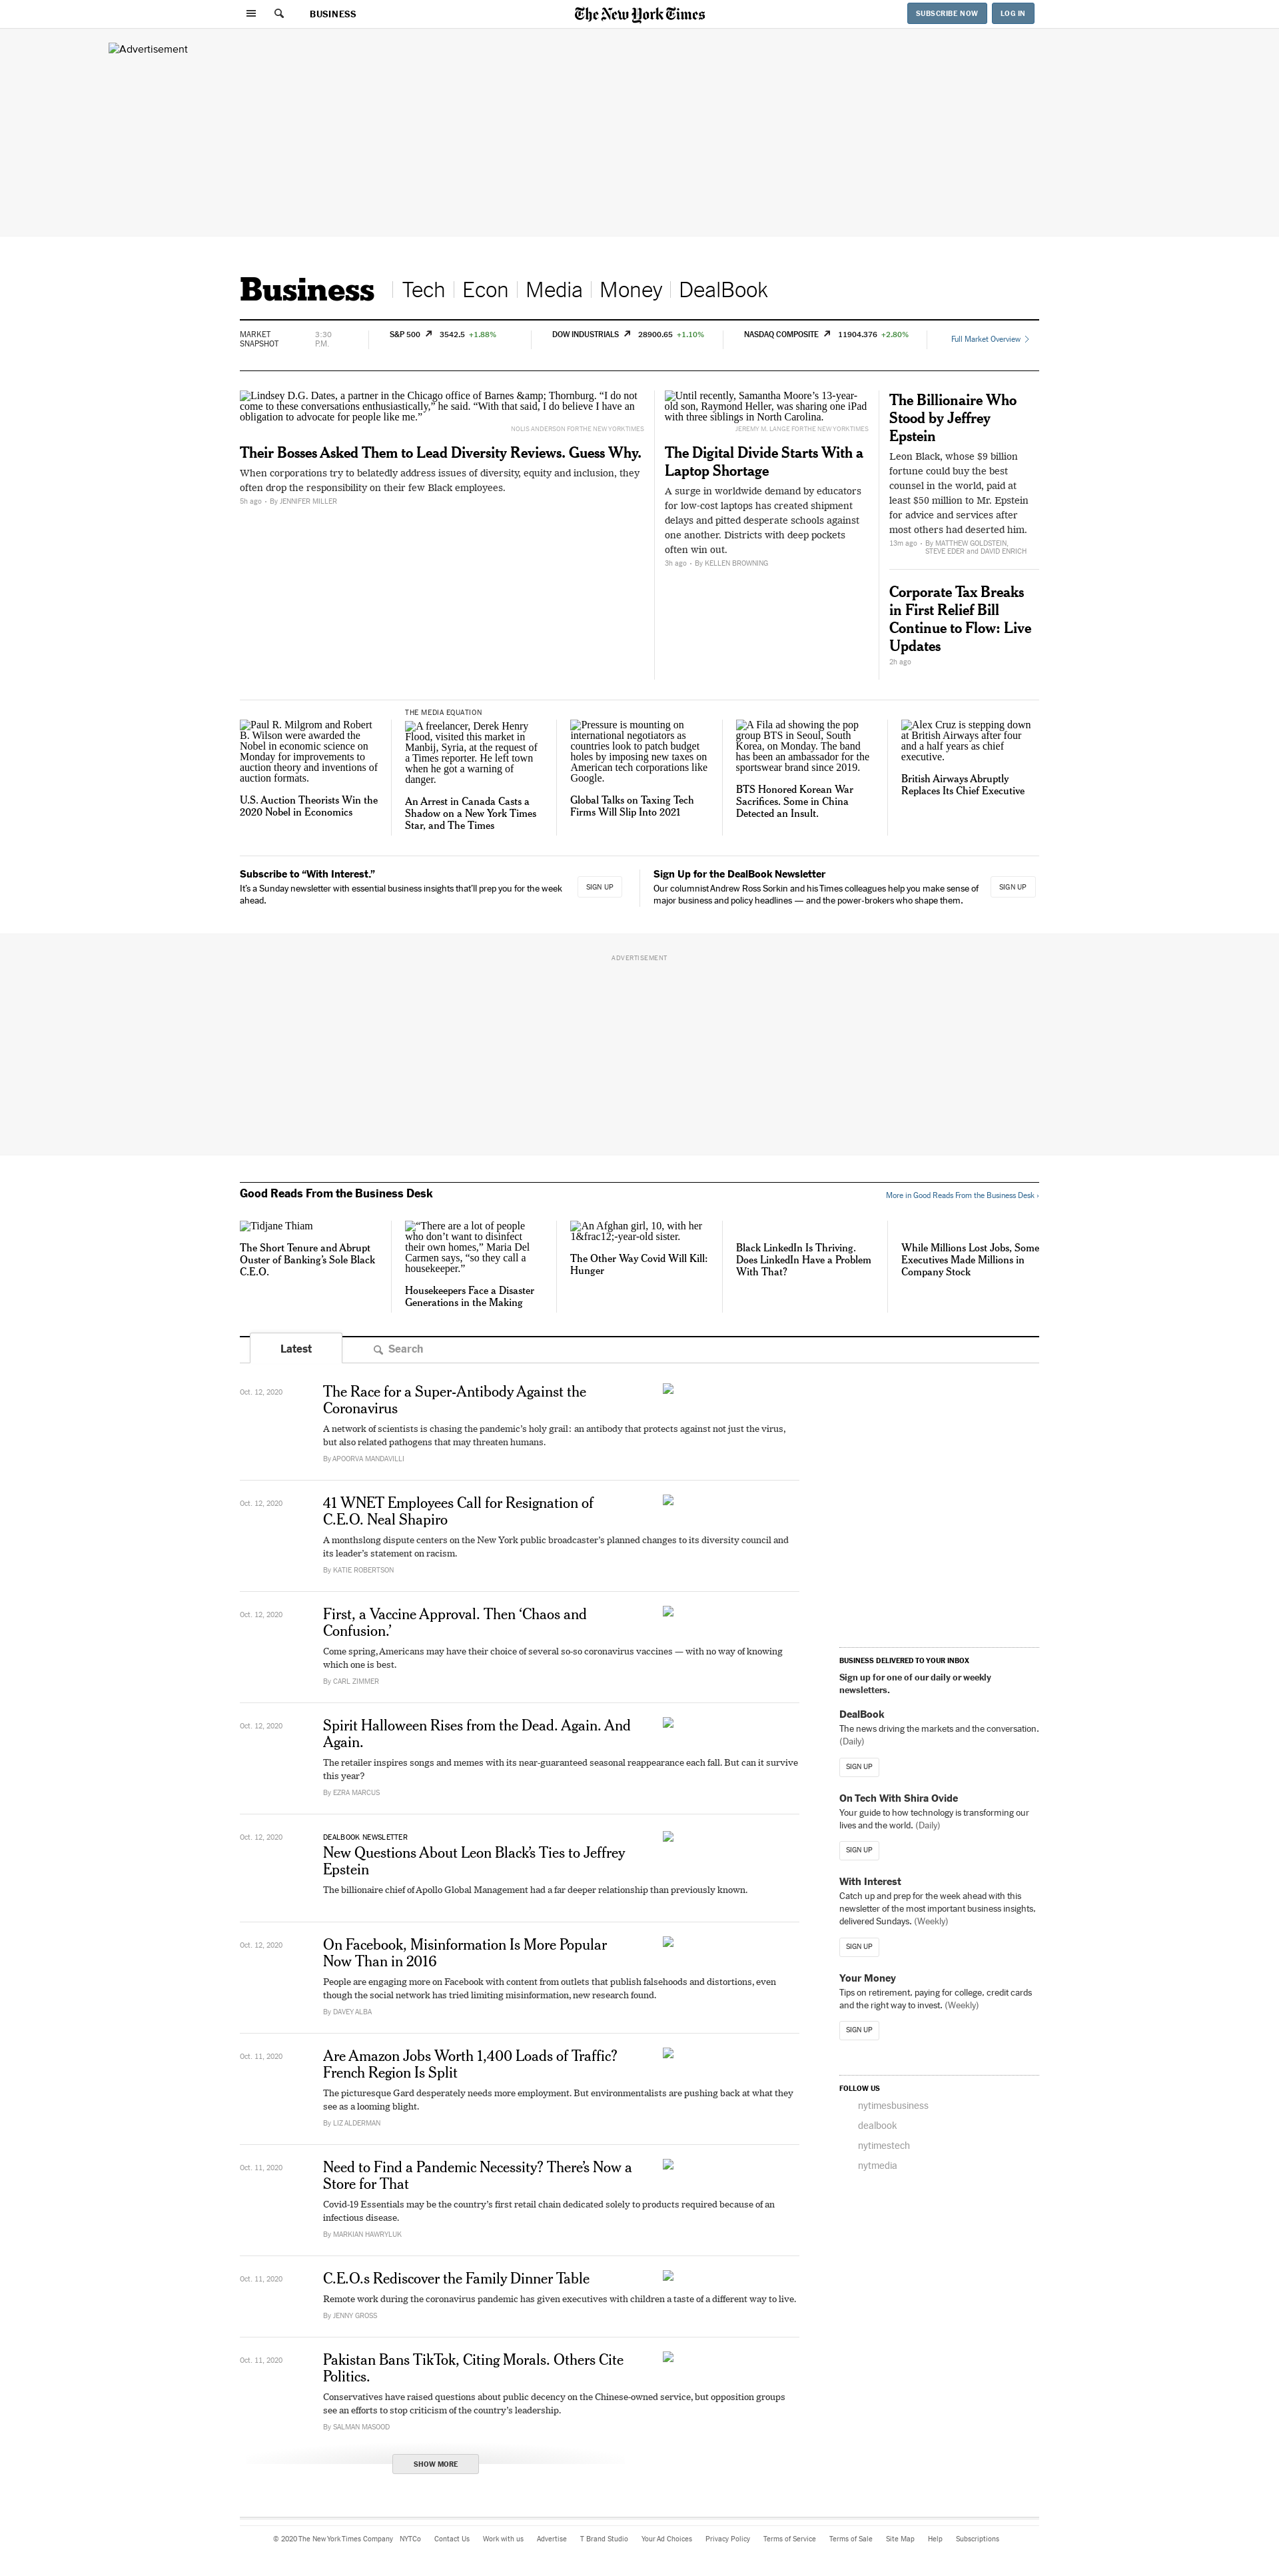 BUSINESS
The New York Times
SUBSCRIBE NOW
LOG IN
Advertisement
Business
Tech
Econ
Media
Money
DealBook
MARKET
SNAPSHOT
3:30
P.M.
S&P 500 3542.5 +1.88%
DOW INDUSTRIALS 28900.65 +1.10%
NASDAQ COMPOSITE 11904.376 +2.80%
Full Market Overview
Lindsey D.G. Dates, a partner in the Chicago office of Barnes &amp; Thornburg. “I do not
come to these conversations enthusiastically,” he said. “With that said, I do believe I have an
obligation to advocate for people like me.”
NOLIS ANDERSON FOR THE NEW YORK TIMES
Their Bosses Asked Them to Lead Diversity Reviews. Guess Why.
When corporations try to belatedly address issues of diversity, equity and inclusion, they
often drop the responsibility on their few Black employees.
5h ago - By JENNIFER MILLER
Until recently, Samantha Moore’s 13-year-
old son, Raymond Heller, was sharing one iPad
with three siblings in North Carolina.
JEREMY M. LANGE FOR THE NEW YORK TIMES
The Digital Divide Starts With a
Laptop Shortage
A surge in worldwide demand by educators
for low-cost laptops has created shipment
delays and pitted desperate schools against
one another. Districts with deep pockets
often win out.
3h ago - By KELLEN BROWNING
The Billionaire Who
Stood by Jeffrey
Epstein
Leon Black, whose $9 billion
fortune could buy the best
counsel in the world, paid at
least $50 million to Mr. Epstein
for advice and services after
most others had deserted him.
13m ago - By MATTHEW GOLDSTEIN,
STEVE EDER and DAVID ENRICH
Corporate Tax Breaks
in First Relief Bill
Continue to Flow: Live
Updates
2h ago
Paul R. Milgrom and Robert
B. Wilson were awarded the
Nobel in economic science on
Monday for improvements to
auction theory and inventions of
auction formats.
U.S. Auction Theorists Win the
2020 Nobel in Economics
THE MEDIA EQUATION
A freelancer, Derek Henry
Flood, visited this market in
Manbij, Syria, at the request of
a Times reporter. He left town
when he got a warning of
danger.
An Arrest in Canada Casts a
Shadow on a New York Times
Star, and The Times
Pressure is mounting on
international negotiators as
countries look to patch budget
holes by imposing new taxes on
American tech corporations like
Google.
Global Talks on Taxing Tech
Firms Will Slip Into 2021
A Fila ad showing the pop
group BTS in Seoul, South
Korea, on Monday. The band
has been an ambassador for the
sportswear brand since 2019.
BTS Honored Korean War
Sacrifices. Some in China
Detected an Insult.
Alex Cruz is stepping down
at British Airways after four
and a half years as chief
executive.
British Airways Abruptly
Replaces Its Chief Executive
Subscribe to “With Interest.”
It’s a Sunday newsletter with essential business insights that’ll prep you for the week
ahead.
SIGN UP
Sign Up for the DealBook Newsletter
Our columnist Andrew Ross Sorkin and his Times colleagues help you make sense of
major business and policy headlines — and the power-brokers who shape them.
SIGN UP
ADVERTISEMENT
Good Reads From the Business Desk
More in Good Reads From the Business Desk ›
Tidjane Thiam
The Short Tenure and Abrupt
Ouster of Banking’s Sole Black
C.E.O.
“There are a lot of people
who don’t want to disinfect
their own homes,” Maria Del
Carmen says, “so they call a
housekeeper.”
Housekeepers Face a Disaster
Generations in the Making
An Afghan girl, 10, with her
1&frac12;-year-old sister.
The Other Way Covid Will Kill:
Hunger
Black LinkedIn Is Thriving.
Does LinkedIn Have a Problem
With That?
While Millions Lost Jobs, Some
Executives Made Millions in
Company Stock
Latest
Search
Oct. 12, 2020
The Race for a Super-Antibody Against the
Coronavirus
A network of scientists is chasing the pandemic’s holy grail: an antibody that protects against not just the virus,
but also related pathogens that may threaten humans.
By APOORVA MANDAVILLI
Oct. 12, 2020
41 WNET Employees Call for Resignation of
C.E.O. Neal Shapiro
A monthslong dispute centers on the New York public broadcaster’s planned changes to its diversity council and
its leader’s statement on racism.
By KATIE ROBERTSON
Oct. 12, 2020
First, a Vaccine Approval. Then ‘Chaos and
Confusion.’
Come spring, Americans may have their choice of several so-so coronavirus vaccines — with no way of knowing
which one is best.
By CARL ZIMMER
Oct. 12, 2020
Spirit Halloween Rises from the Dead. Again. And
Again.
The retailer inspires songs and memes with its near-guaranteed seasonal reappearance each fall. But can it survive
this year?
By EZRA MARCUS
Oct. 12, 2020
DEALBOOK NEWSLETTER
New Questions About Leon Black’s Ties to Jeffrey
Epstein
The billionaire chief of Apollo Global Management had a far deeper relationship than previously known.
Oct. 12, 2020
On Facebook, Misinformation Is More Popular
Now Than in 2016
People are engaging more on Facebook with content from outlets that publish falsehoods and distortions, even
though the social network has tried limiting misinformation, new research found.
By DAVEY ALBA
Oct. 11, 2020
Are Amazon Jobs Worth 1,400 Loads of Traffic?
French Region Is Split
The picturesque Gard desperately needs more employment. But environmentalists are pushing back at what they
see as a looming blight.
By LIZ ALDERMAN
Oct. 11, 2020
Need to Find a Pandemic Necessity? There’s Now a
Store for That
Covid-19 Essentials may be the country’s first retail chain dedicated solely to products required because of an
infectious disease.
By MARKIAN HAWRYLUK
Oct. 11, 2020
C.E.O.s Rediscover the Family Dinner Table
Remote work during the coronavirus pandemic has given executives with children a taste of a different way to live.
By JENNY GROSS
Oct. 11, 2020
Pakistan Bans TikTok, Citing Morals. Others Cite
Politics.
Conservatives have raised questions about public decency on the Chinese-owned service, but opposition groups
see an efforts to stop criticism of the country’s leadership.
By SALMAN MASOOD
SHOW MORE
BUSINESS DELIVERED TO YOUR INBOX
Sign up for one of our daily or weekly
newsletters.
DealBook
The news driving the markets and the conversation.
(Daily)
SIGN UP
On Tech With Shira Ovide
Your guide to how technology is transforming our
lives and the world. (Daily)
SIGN UP
With Interest
Catch up and prep for the week ahead with this
newsletter of the most important business insights,
delivered Sundays. (Weekly)
SIGN UP
Your Money
Tips on retirement, paying for college, credit cards
and the right way to invest. (Weekly)
SIGN UP
FOLLOW US
nytimesbusiness
dealbook
nytimestech
nytmedia
© 2020 The New York Times Company NYTCo Contact Us Work with us Advertise T Brand Studio Your Ad Choices Privacy Policy Terms of Service Terms of Sale Site Map Help Subscriptions